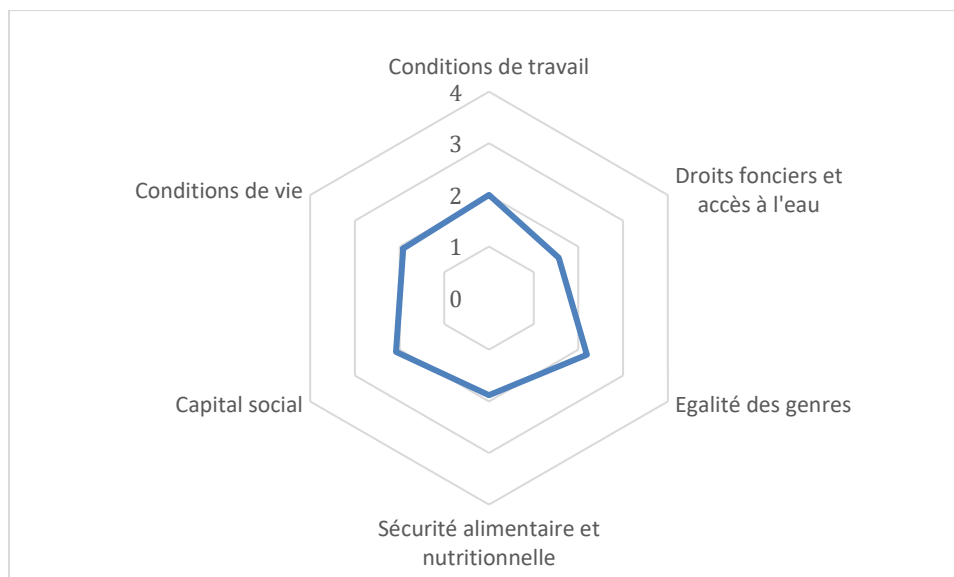 Conditions de travail
4
3
2
1
0
Droits fonciers et
accès à l'eau
Egalité des genres
Sécurité alimentaire et
nutritionnelle
Capital social
Conditions de vie